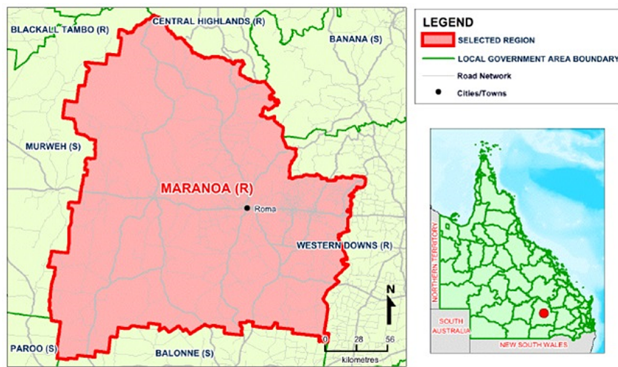 BLACKALL TAMBO (R)
CENTRAL HIGHLANDS (R)
BANANA (S)
MURWEH (S)
MARANOA (R)
Roma
WESTERN DOWNS (R)
PAROO (S)
BALONNE (S)
N
0 28 56
kilometres
LEGEND
SELECTED REGION
LOCAL GOVERNMENT AREA BOUNDARY
Road Network
Cities/Towns
NORTHERN TERRITORY
SOUTH
AUSTRALIA
NEW SOUTH WALES